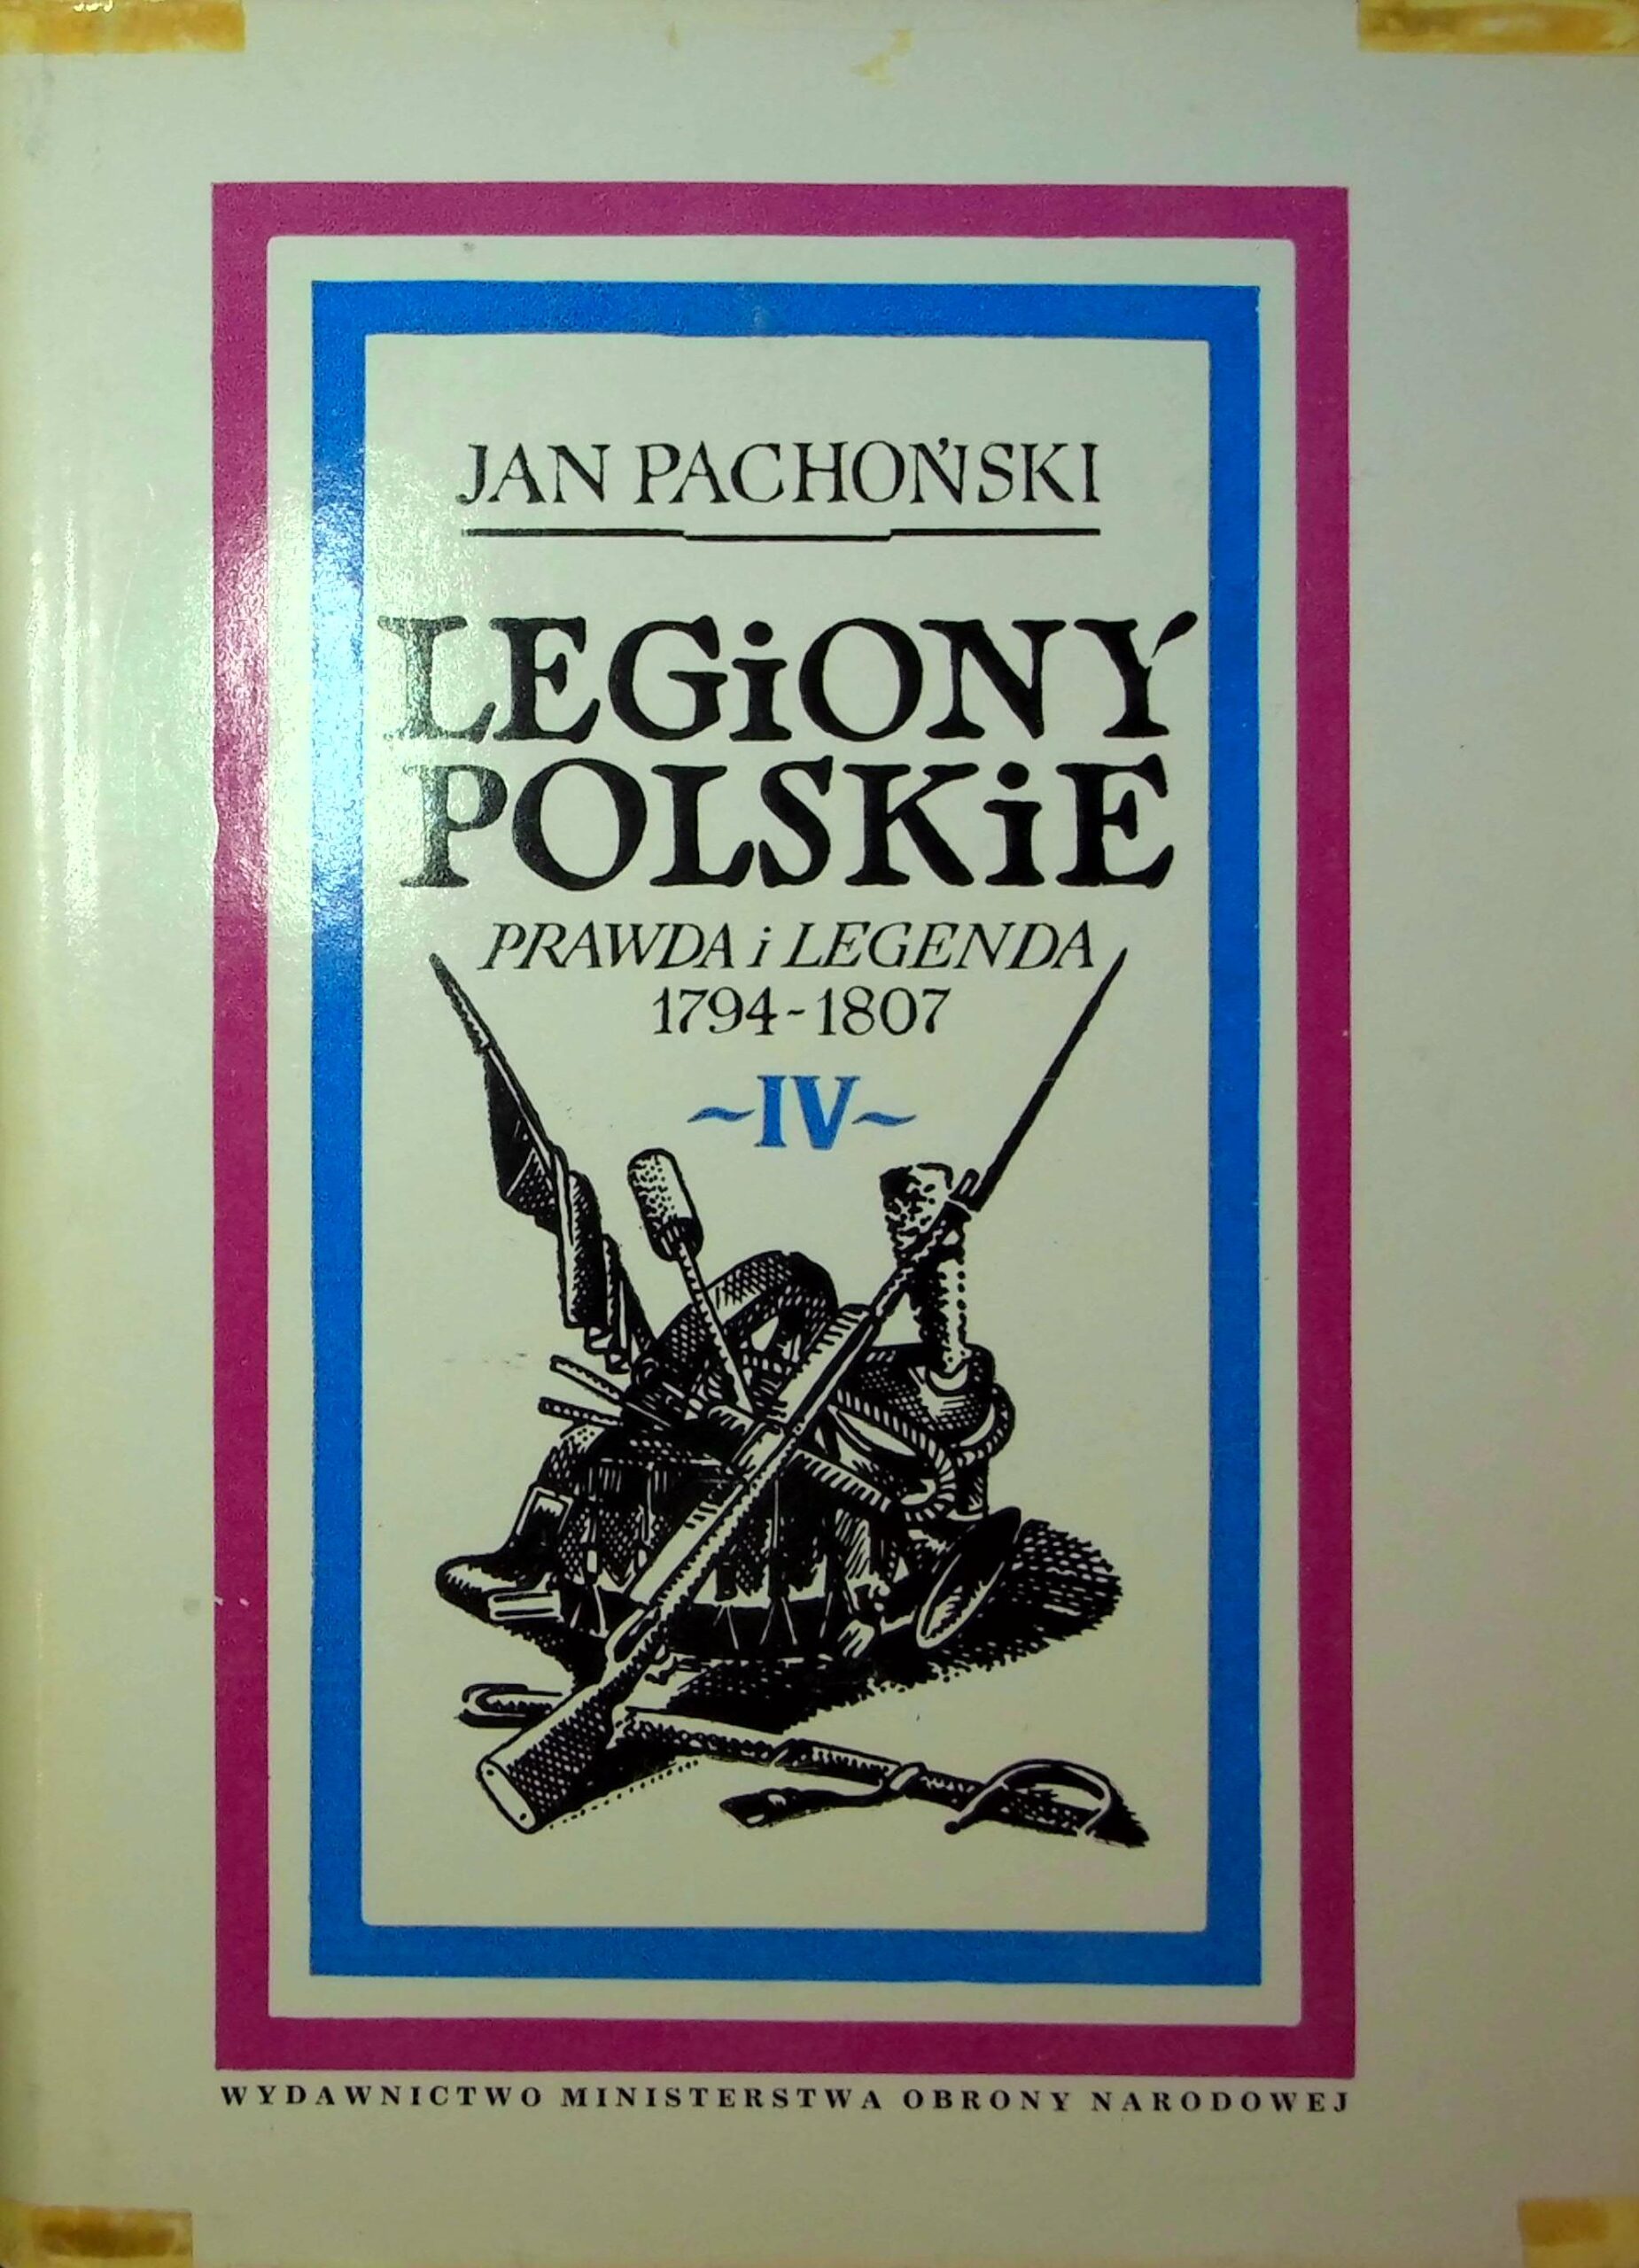 JAN PACHOŃSKI
LEGiONY
POLSKiE
PRAWDA i LEGENDA
1794-1807
~IV~
WYDAWNICTWO MINISTERSTWA OBRONY NARODOWEJ